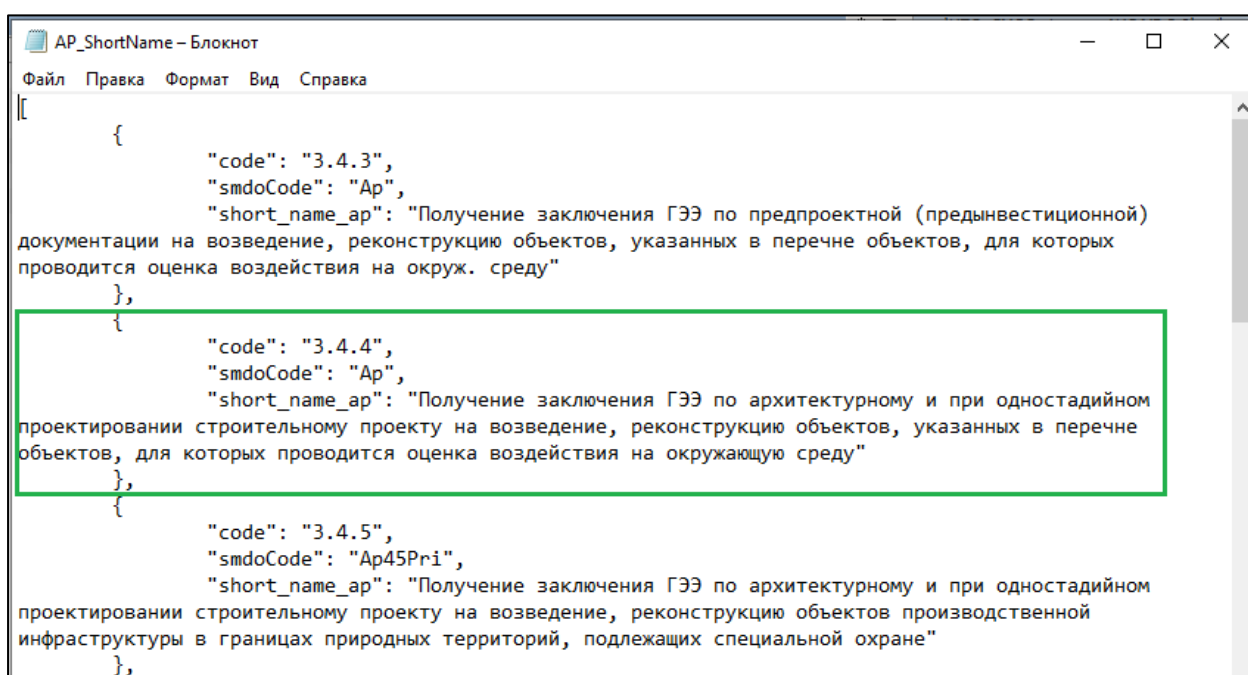 AP_ShortName – Блокнот
Файл Правка Формат Вид Справка
[
{
"code": "3.4.3",
"smdoCode": "Ap",
"short_name_ap": "Получение заключения ГЭЭ по предпроектной (предынвестиционной)
документации на возведение, реконструкцию объектов, указанных в перечне объектов, для которых
проводится оценка воздействия на окруж. среду"
},
{
"code": "3.4.4",
"smdoCode": "Ap",
"short_name_ap": "Получение заключения ГЭЭ по архитектурному и при одностадийном
проектировании строительному проекту на возведение, реконструкцию объектов, указанных в перечне
объектов, для которых проводится оценка воздействия на окружающую среду"
},
{
"code": "3.4.5",
"smdoCode": "Ap45Pri",
"short_name_ap": "Получение заключения ГЭЭ по архитектурному и при одностадийном
проектировании строительному проекту на возведение, реконструкцию объектов производственной
инфраструктуры в границах природных территорий, подлежащих специальной охране"
},